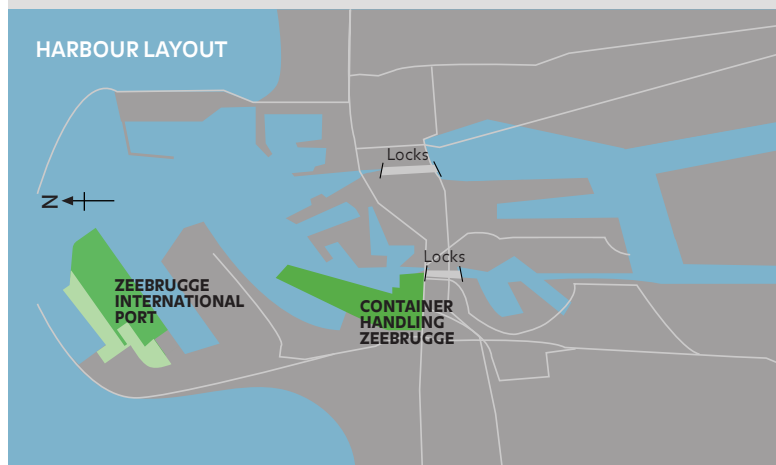 HARBOUR LAYOUT
Locks
N
Locks
ZEEBRUGGE
INTERNATIONAL
PORT
CONTAINER
HANDLING
ZEEBRUGGE